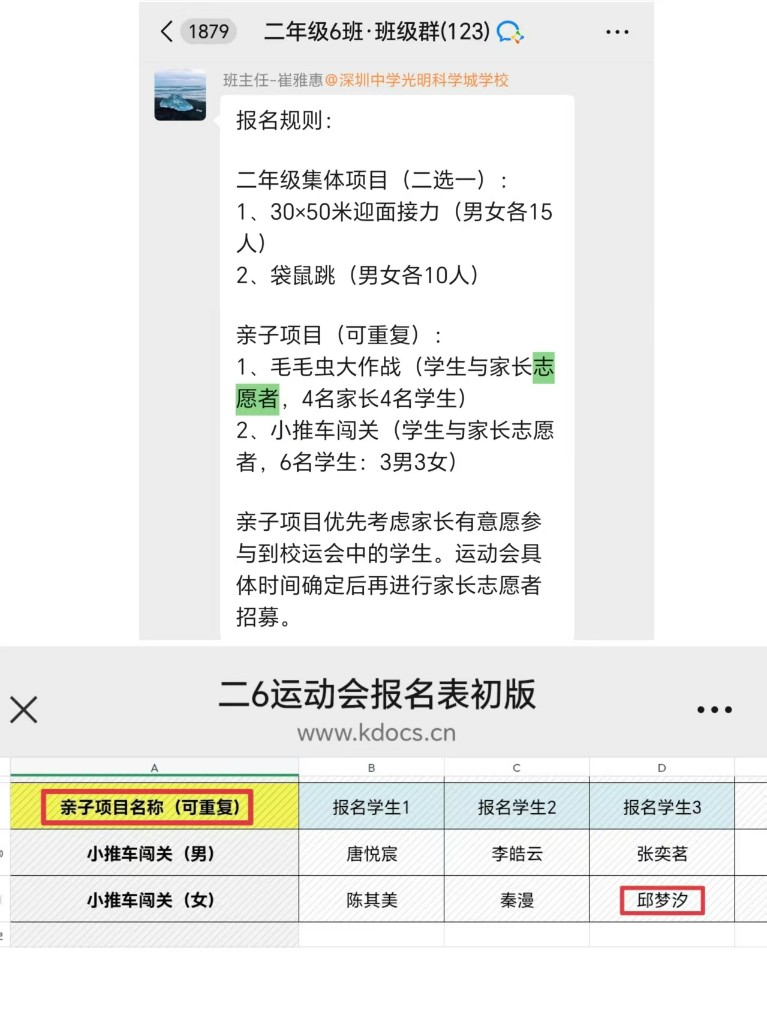 1879
二年级6班·班级群(123)
班主任-崔雅惠@深圳中学光明科学城学校
报名规则：
二年级集体项目（二选一）：
1、30×50米迎面接力（男女各15
人）
2、袋鼠跳（男女各10人）
亲子项目（可重复）：
1、毛毛虫大作战（学生与家长志
愿者，4名家长4名学生）
2、小推车闯关（学生与家长志愿
者，6名学生：3男3女）
亲子项目优先考虑家长有意愿参
与到校运会中的学生。运动会具
体时间确定后再进行家长志愿者
招募。
二6运动会报名表初版
www.kdocs.cn
A B C D
亲子项目名称（可重复） 报名学生1 报名学生2 报名学生3
小推车闯关（男） 唐悦宸 李皓云 张奕茗
小推车闯关（女） 陈其美 秦漫 邱梦汐